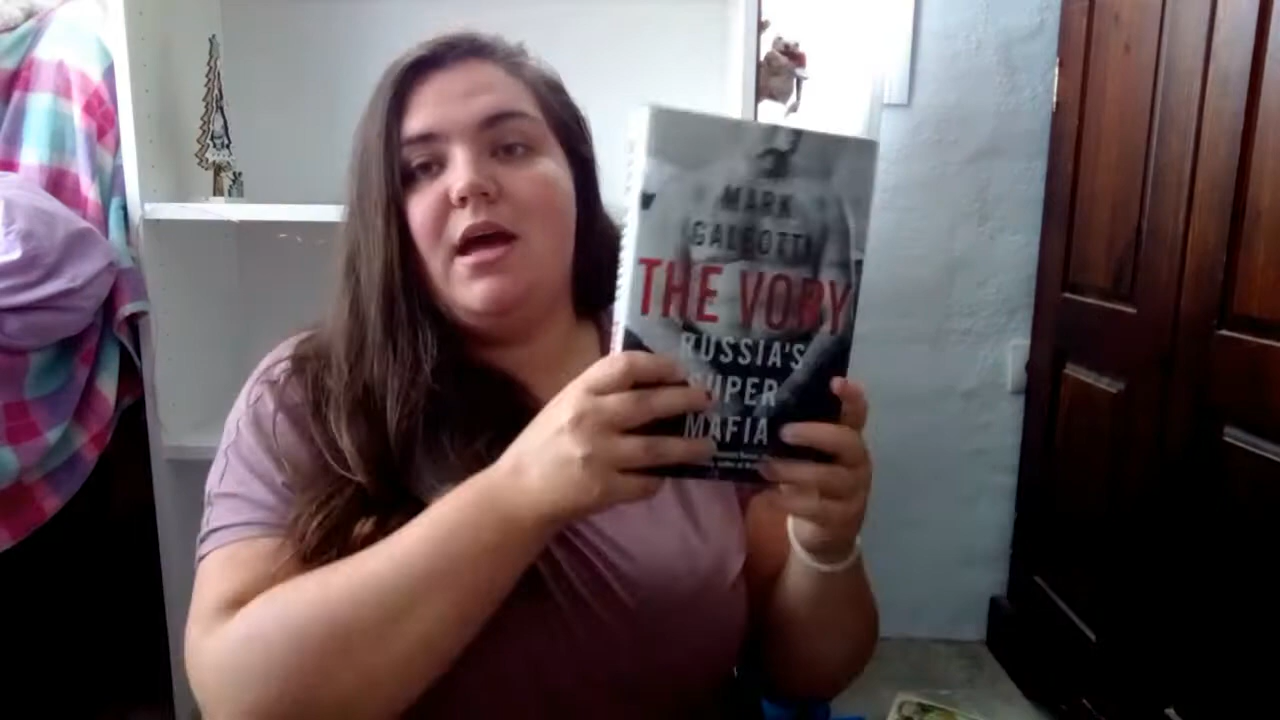 MARK
GALEOTTI
THE VORY
RUSSIA'S
SUPER
MAFIA